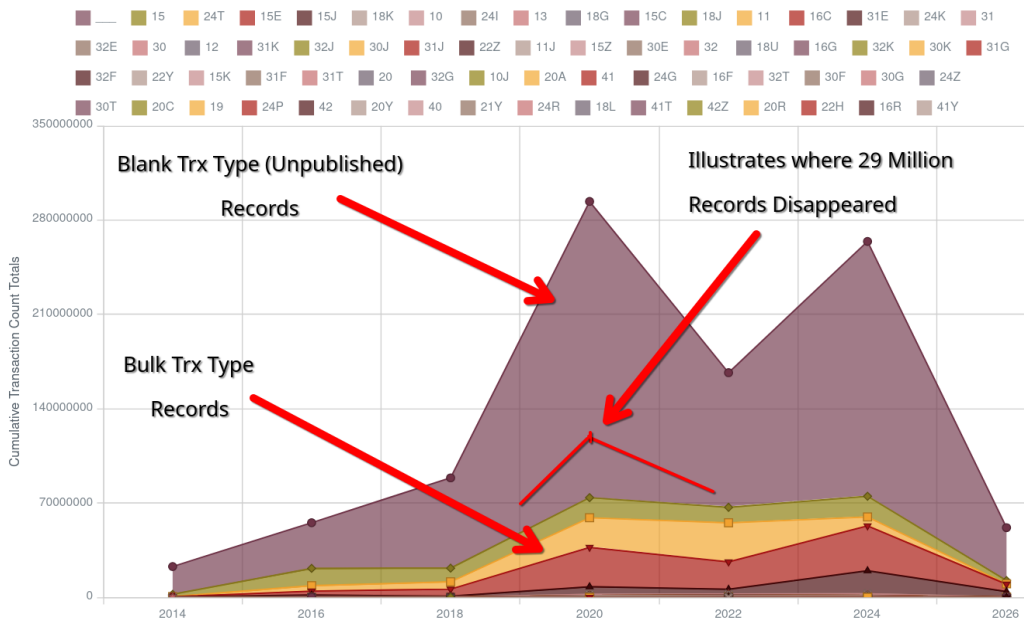 ____ 15 24T 15E 15J 18K 10 24I 13 18G 15C 18J 11 16C 31E 24K 31
32E 30 12 31K 32J 30J 31J 22Z 11J 15Z 30E 32 18U 16G 32K 30K 31G
32F 22Y 15K 31F 31T 20 32G 10J 20A 41 24G 16F 32T 30F 30G 24Z
30T 20C 19 24P 42 20Y 40 21Y 24R 18L 41T 42Z 20R 22H 16R 41Y
350000000
Blank Trx Type (Unpublished)
Records
Illustrates where 29 Million
Records Disappeared
280000000
210000000
Bulk Trx Type
Records
140000000
70000000
0
Cumulative Transaction Count Totals
2014 2016 2018 2020 2022 2024 2026